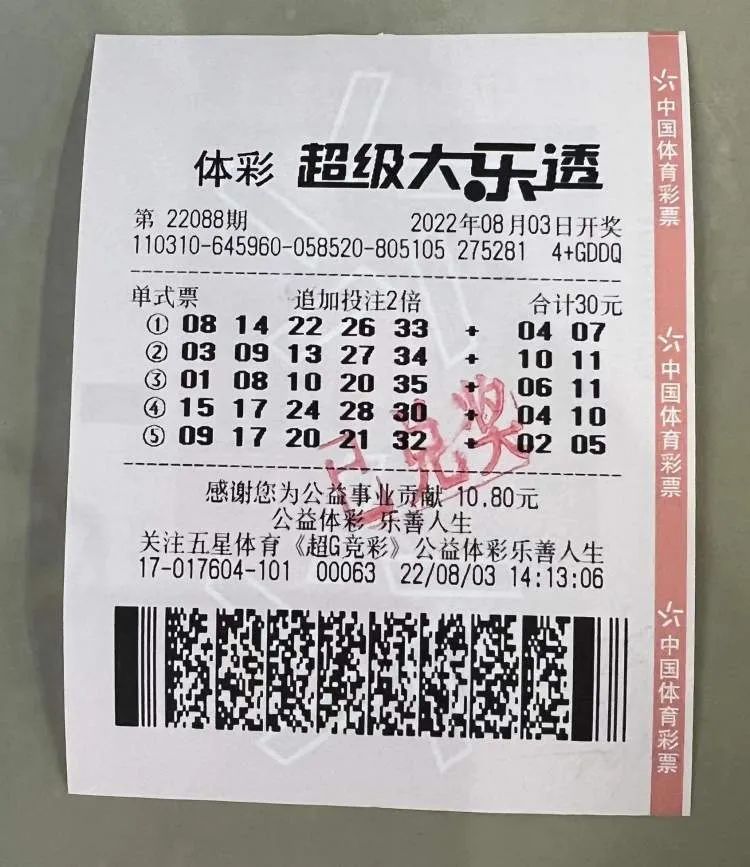 体彩 超级大乐透
第 22088期 2022年08月03日开奖
110310-645960-058520-805105 275281 4+GDDQ
单式票 追加投注2倍 合计30元
① 08 14 22 26 33 + 04 07
② 03 09 13 27 34 + 10 11
③ 01 08 10 20 35 + 06 11
④ 15 17 24 28 30 + 04 10
⑤ 09 17 20 21 32 + 02 05
已兑奖
感谢您为公益事业贡献 10.80元
公益体彩 乐善人生
关注五星体育《超G竞彩》公益体彩乐善人生
17-017604-101 00063 22/08/03 14:13:06
中国体育彩票
中国体育彩票
中国体育彩票